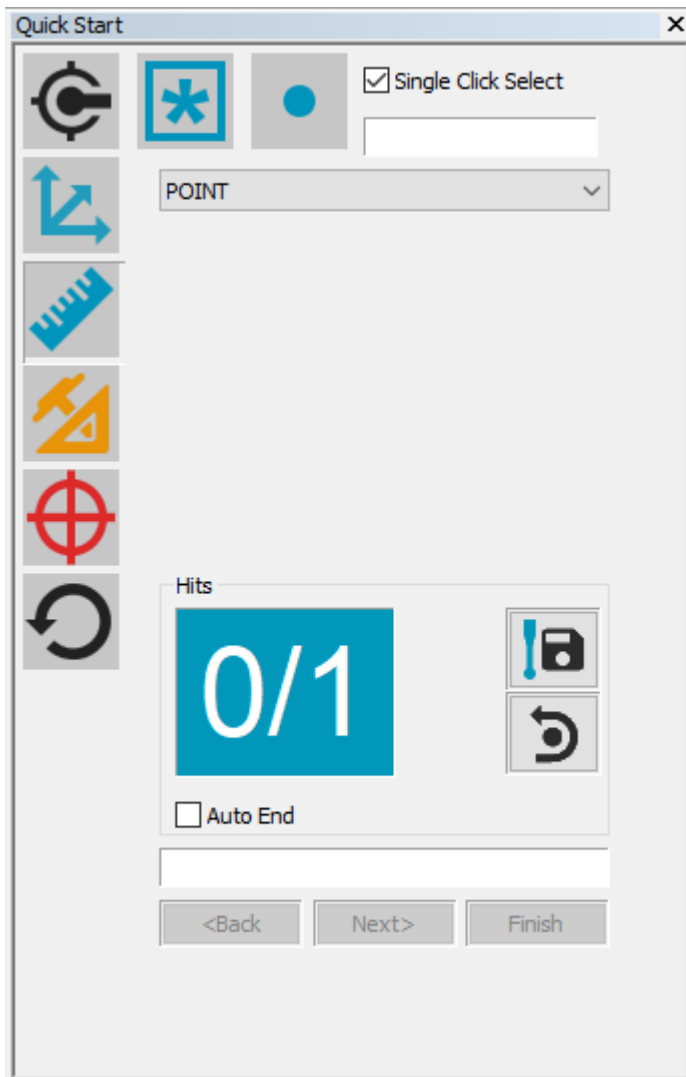 Quick Start
Single Click Select
POINT
Hits
0/1
Auto End
<Back Next> Finish